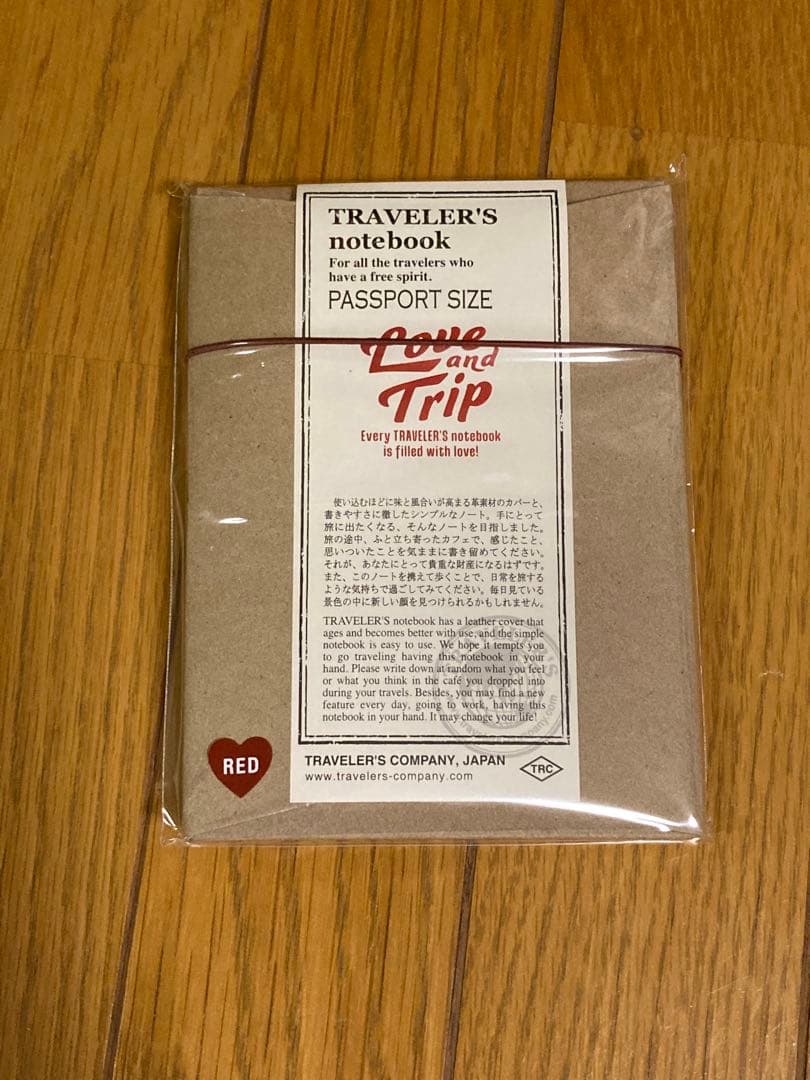 TRAVELER'S
notebook
For all the travelers who
have a free spirit.
PASSPORT SIZE
Love
and
Trip
Every TRAVELER'S notebook
is filled with love!
使い込むほどに味と風合いが高まる革素材のカバーと、
書きやすさに徹したシンプルなノート。手にとって
旅に出たくなる、そんなノートを目指しました。
旅の途中、ふと立ち寄ったカフェで、感じたこと、
思いついたことを気ままに書き留めてください。
それが、あなたにとって貴重な財産になるはずです。
また、このノートを携えて歩くことで、日常を旅する
ような気持ちで過ごしてみてください。毎日見ている
景色の中に新しい顔を見つけられるかもしれません。
TRAVELER'S notebook has a leather cover that
ages and becomes better with use, and the simple
notebook is easy to use. We hope it tempts you
to go traveling having this notebook in your
hand. Please write down at random what you feel
or what you think in the café you dropped into
during your travels. Besides, you may find a new
feature every day, going to work, having this
notebook in your hand. It may change your life!
RED
TRAVELER'S COMPANY, JAPAN
www.travelers-company.com
TRC